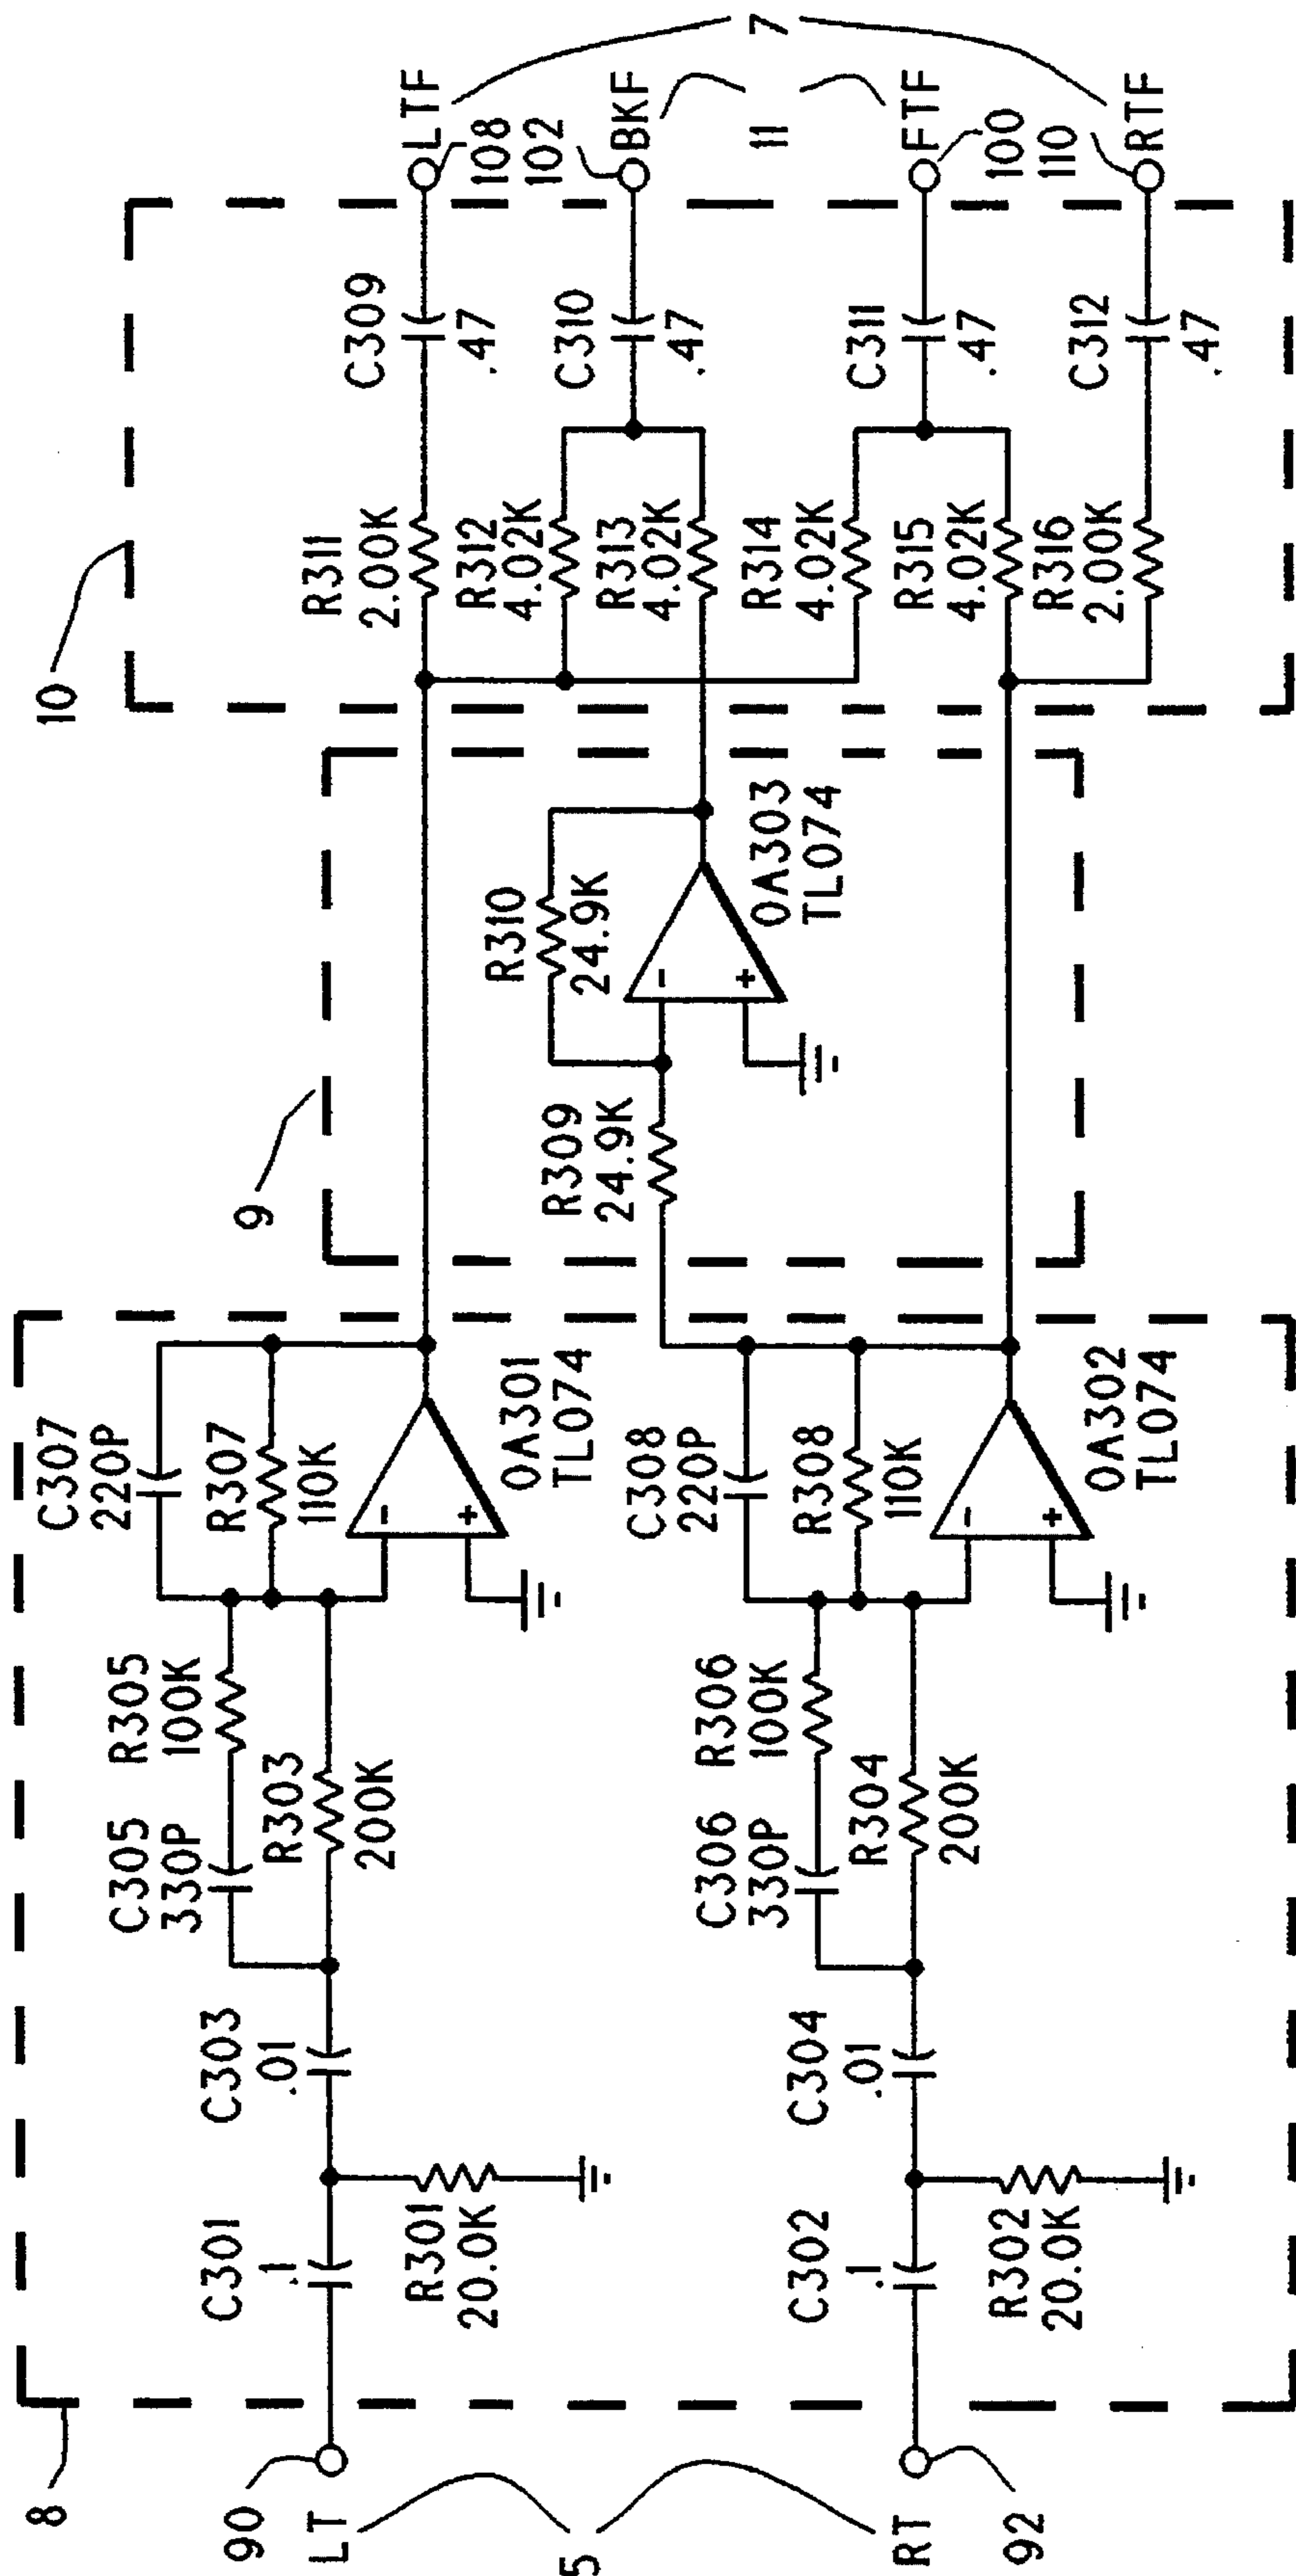 8
90
LT
5
RT
92
C301
.1
R301
20.0K
C303
.01
C305
330P
R305
100K
R303
200K
C307
220P
R307
110K
-
+
OA301
TL074
C302
.1
R302
20.0K
C304
.01
C306
330P
R306
100K
R304
200K
C308
220P
R308
110K
-
+
OA302
TL074
9
R309
24.9K
R310
24.9K
-
+
OA303
TL074
10
R311
2.00K
R312
4.02K
R313
4.02K
R314
4.02K
R315
4.02K
R316
2.00K
C309
.47
C310
.47
C311
.47
C312
.47
LTF
108
102
BKF
11
FTF
100
110
RTF
7